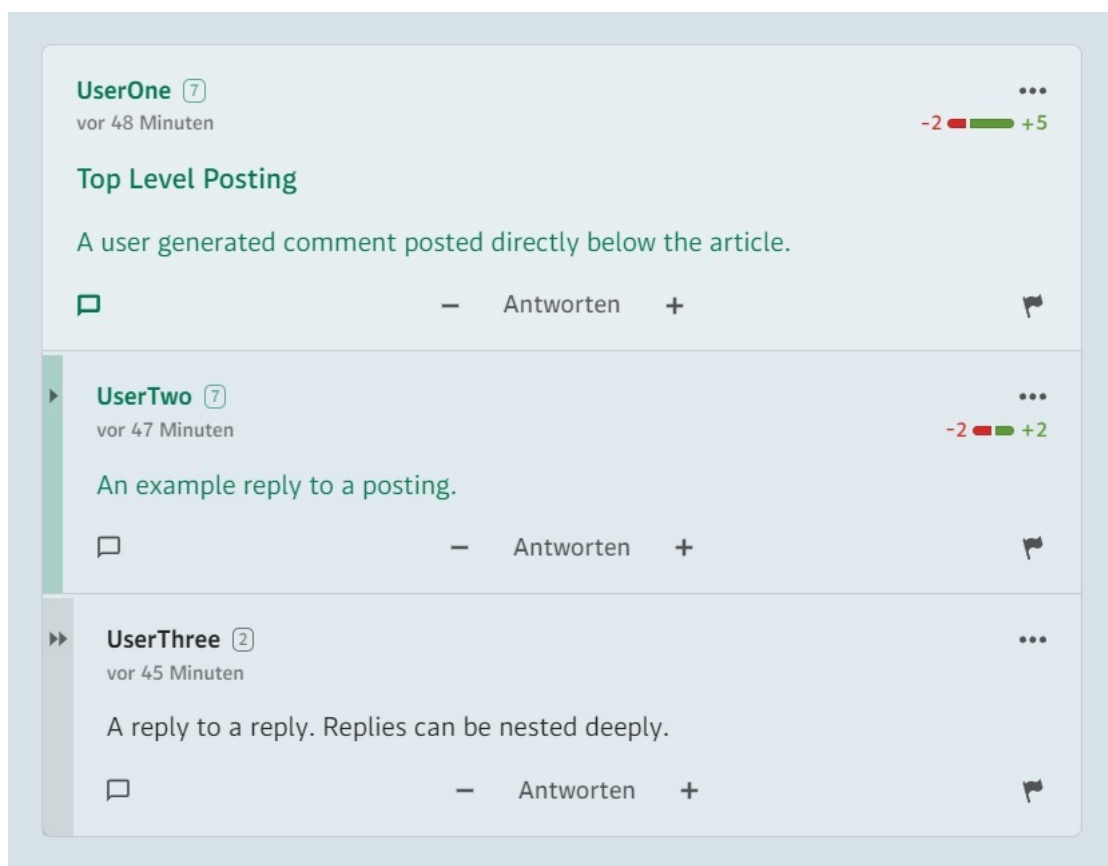 UserOne 7
vor 48 Minuten
-2 +5
Top Level Posting
A user generated comment posted directly below the article.
− Antworten +
UserTwo 7
vor 47 Minuten
-2 +2
An example reply to a posting.
− Antworten +
UserThree 2
vor 45 Minuten
A reply to a reply. Replies can be nested deeply.
− Antworten +